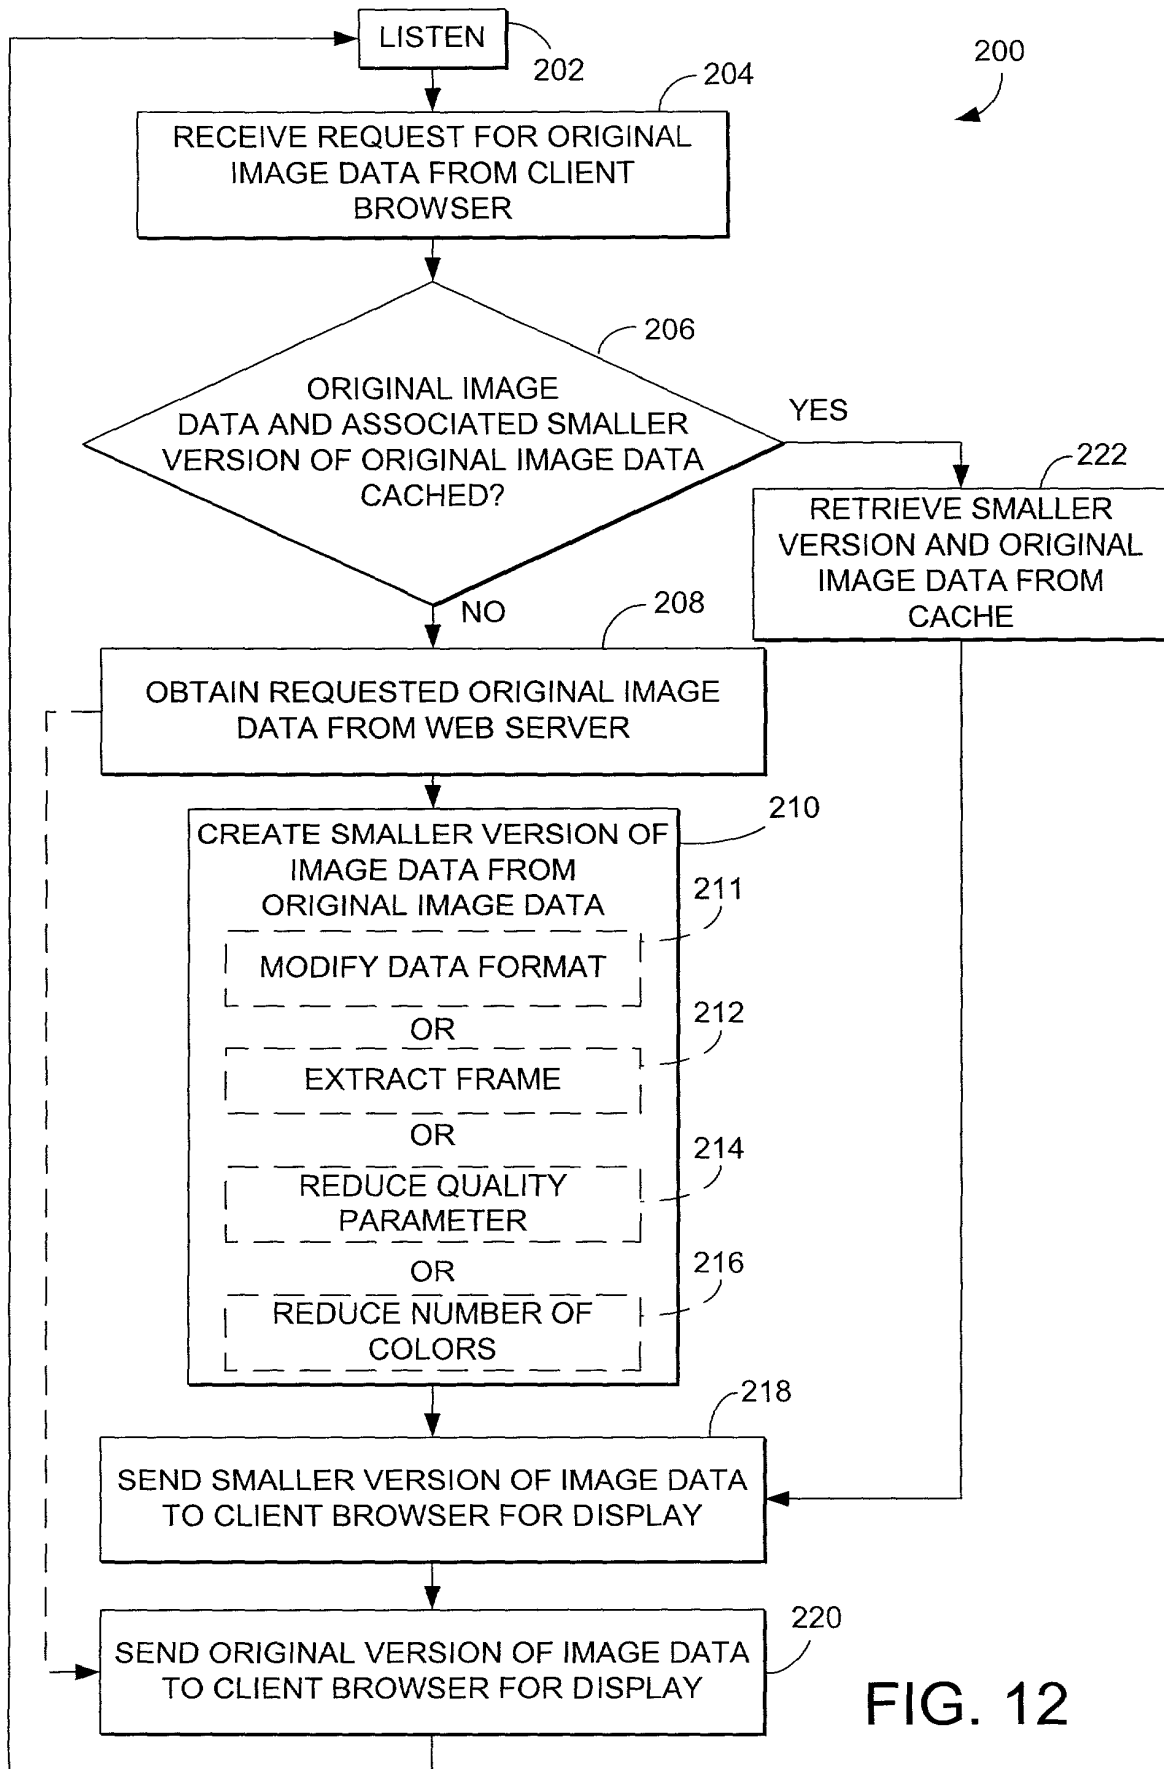 LISTEN
202
200
204
RECEIVE REQUEST FOR ORIGINAL
IMAGE DATA FROM CLIENT
BROWSER
206
ORIGINAL IMAGE
DATA AND ASSOCIATED SMALLER
VERSION OF ORIGINAL IMAGE DATA
CACHED?
YES
222
RETRIEVE SMALLER
VERSION AND ORIGINAL
IMAGE DATA FROM
CACHE
NO
208
OBTAIN REQUESTED ORIGINAL IMAGE
DATA FROM WEB SERVER
210
CREATE SMALLER VERSION OF
IMAGE DATA FROM
ORIGINAL IMAGE DATA
211
MODIFY DATA FORMAT
OR
212
EXTRACT FRAME
OR
214
REDUCE QUALITY
PARAMETER
OR
216
REDUCE NUMBER OF
COLORS
218
SEND SMALLER VERSION OF IMAGE DATA
TO CLIENT BROWSER FOR DISPLAY
220
SEND ORIGINAL VERSION OF IMAGE DATA
TO CLIENT BROWSER FOR DISPLAY
FIG. 12